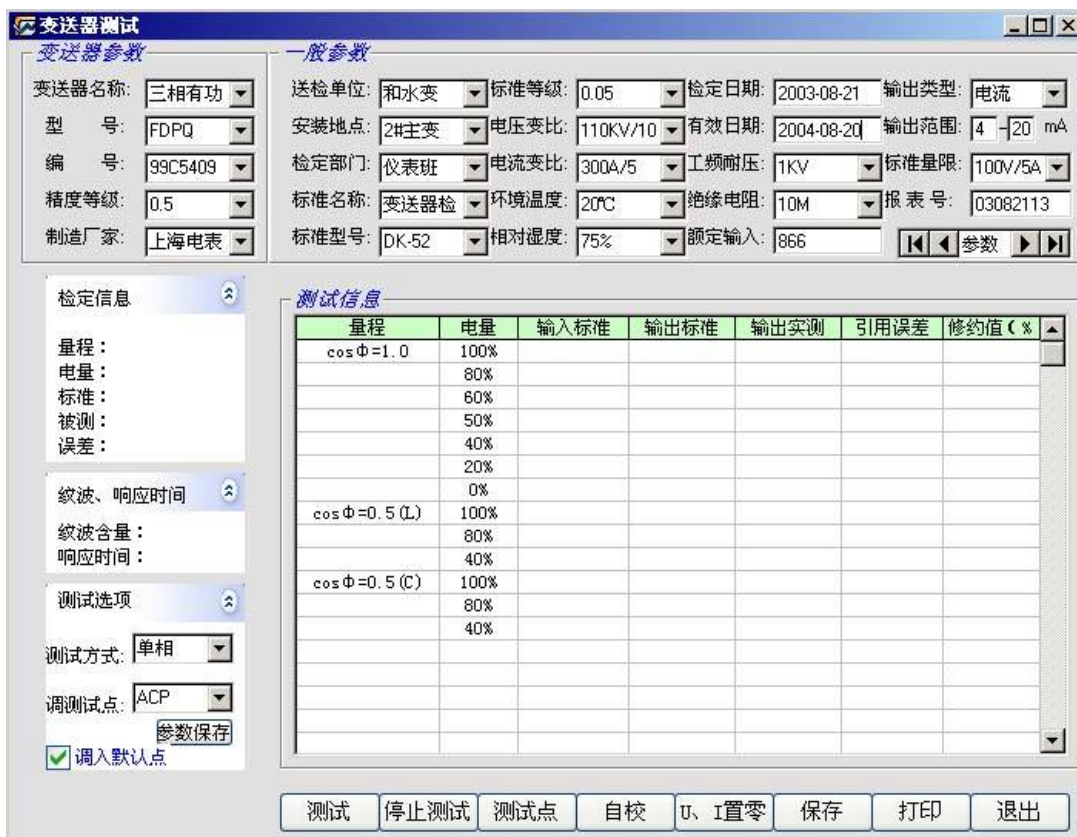 变送器测试
变送器参数
变送器名称: 三相有功
型 号: FDPQ
编 号: 99C5409
精度等级: 0.5
制造厂家: 上海电表
一般参数
送检单位: 和水变 标准等级: 0.05 检定日期: 2003-08-21 输出类型: 电流
安装地点: 2#主变 电压变比: 110KV/10 有效日期: 2004-08-20 输出范围: 4 - 20 mA
检定部门: 仪表班 电流变比: 300A/5 工频耐压: 1KV 标准量限: 100V/5A
标准名称: 变送器检 环境温度: 20℃ 绝缘电阻: 10M 报 表 号: 03082113
标准型号: DK-52 相对湿度: 75% 额定输入: 866 参数
检定信息
量程：
电量：
标准：
被测：
误差：
纹波、响应时间
纹波含量：
响应时间：
测试选项
测试方式: 单相
调测试点: ACP
参数保存
调入默认点
测试信息
量程 电量 输入标准 输出标准 输出实测 引用误差 修约值(%
cosΦ=1.0 100%
80%
60%
50%
40%
20%
0%
cosΦ=0.5(L) 100%
80%
40%
cosΦ=0.5(C) 100%
80%
40%
测试 停止测试 测试点 自校 U、I置零 保存 打印 退出